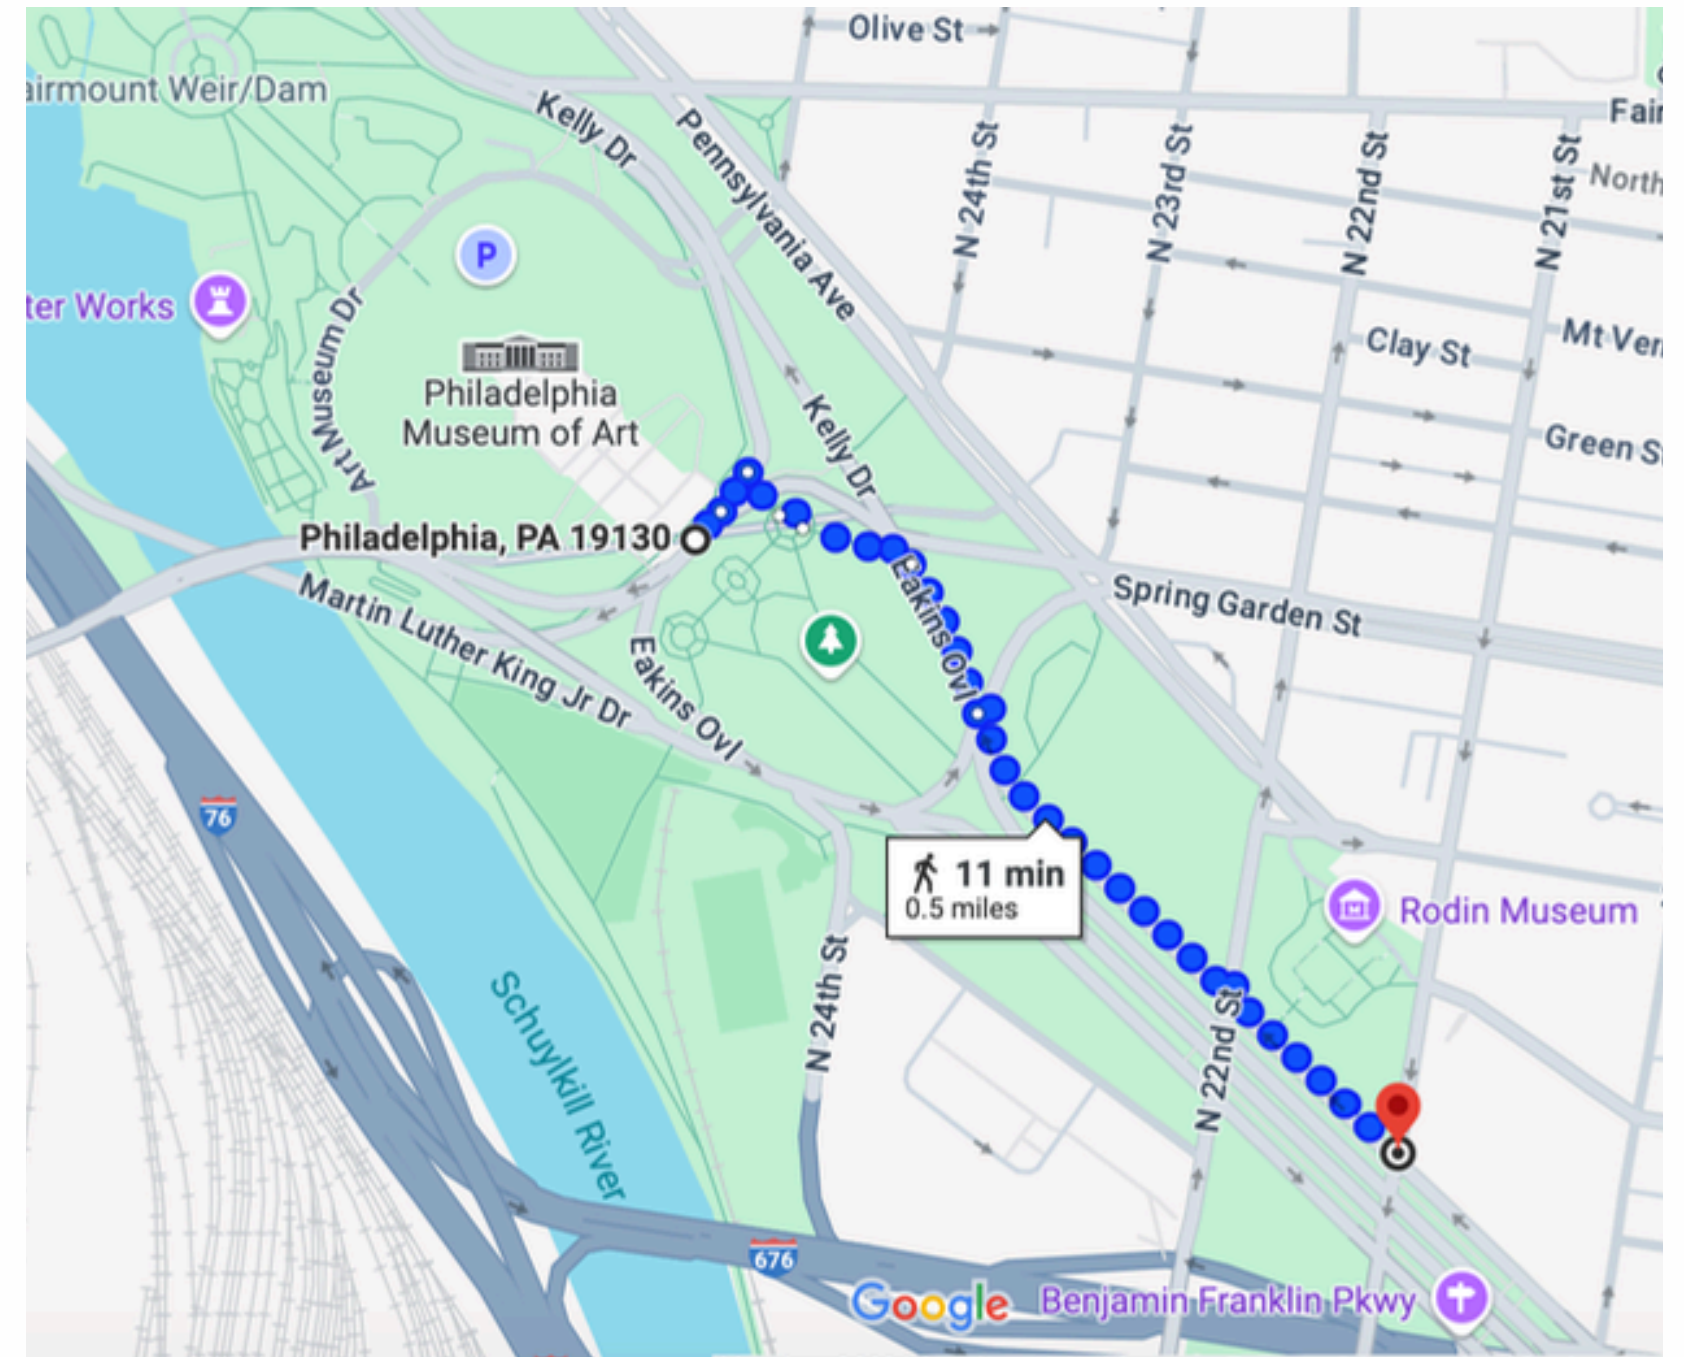 Olive St
airmount Weir/Dam
Kelly Dr
Pennsylvania Ave
Fair
N 24th St
N 23rd St
N 22nd St
N 21st St
North
P
ter Works
Art Museum Dr
Philadelphia
Museum of Art
Kelly Dr
Clay St
Mt Ver
Green S
Philadelphia, PA 19130
Martin Luther King Jr Dr
Eakins Ovl
Eakins Ovl
Spring Garden St
76
11 min
0.5 miles
Rodin Museum
N 24th St
N 22nd St
Schuylkill River
676
Google
Benjamin Franklin Pkwy